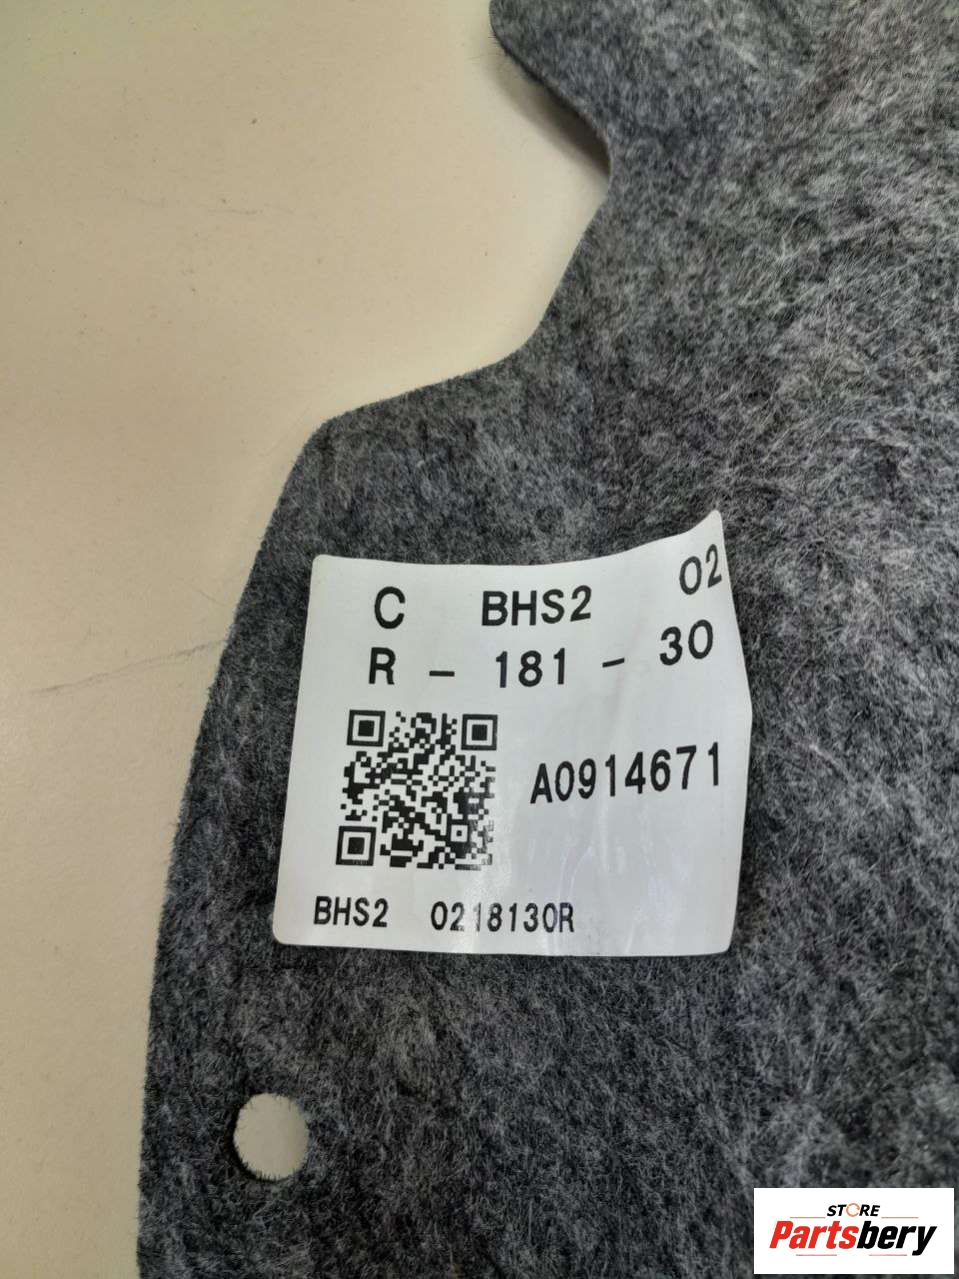 C BHS2 02
R - 181 - 30
A0914671
BHS2 0218130R
STORE
Partsbery